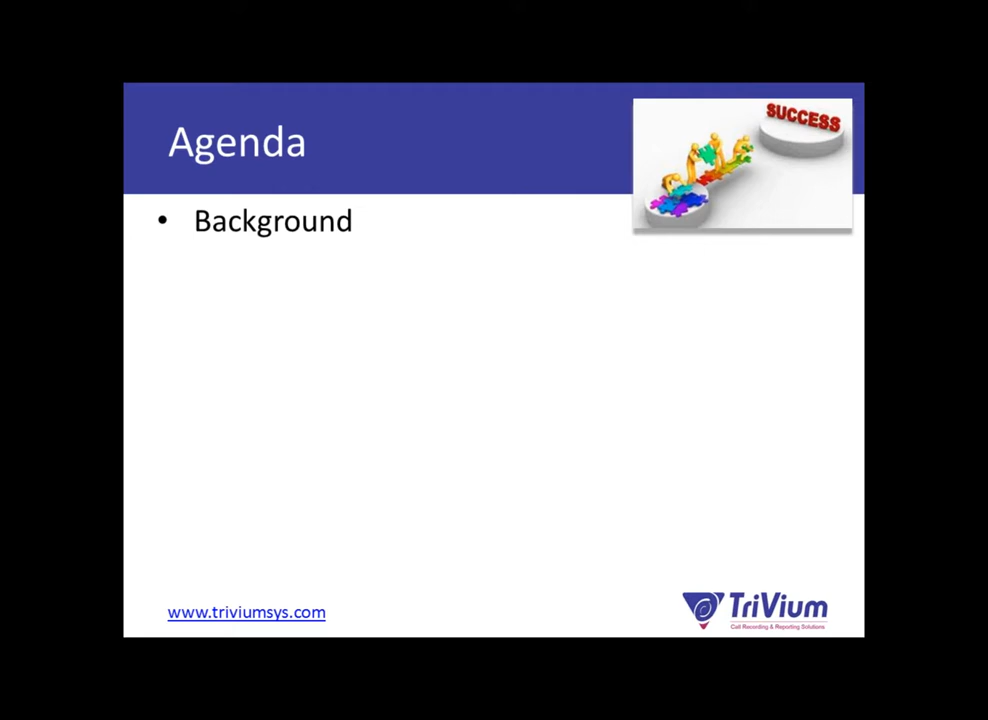 Agenda
SUCCESS
• Background
www.triviumsys.com
TriVium
Call Recording & Reporting Solutions